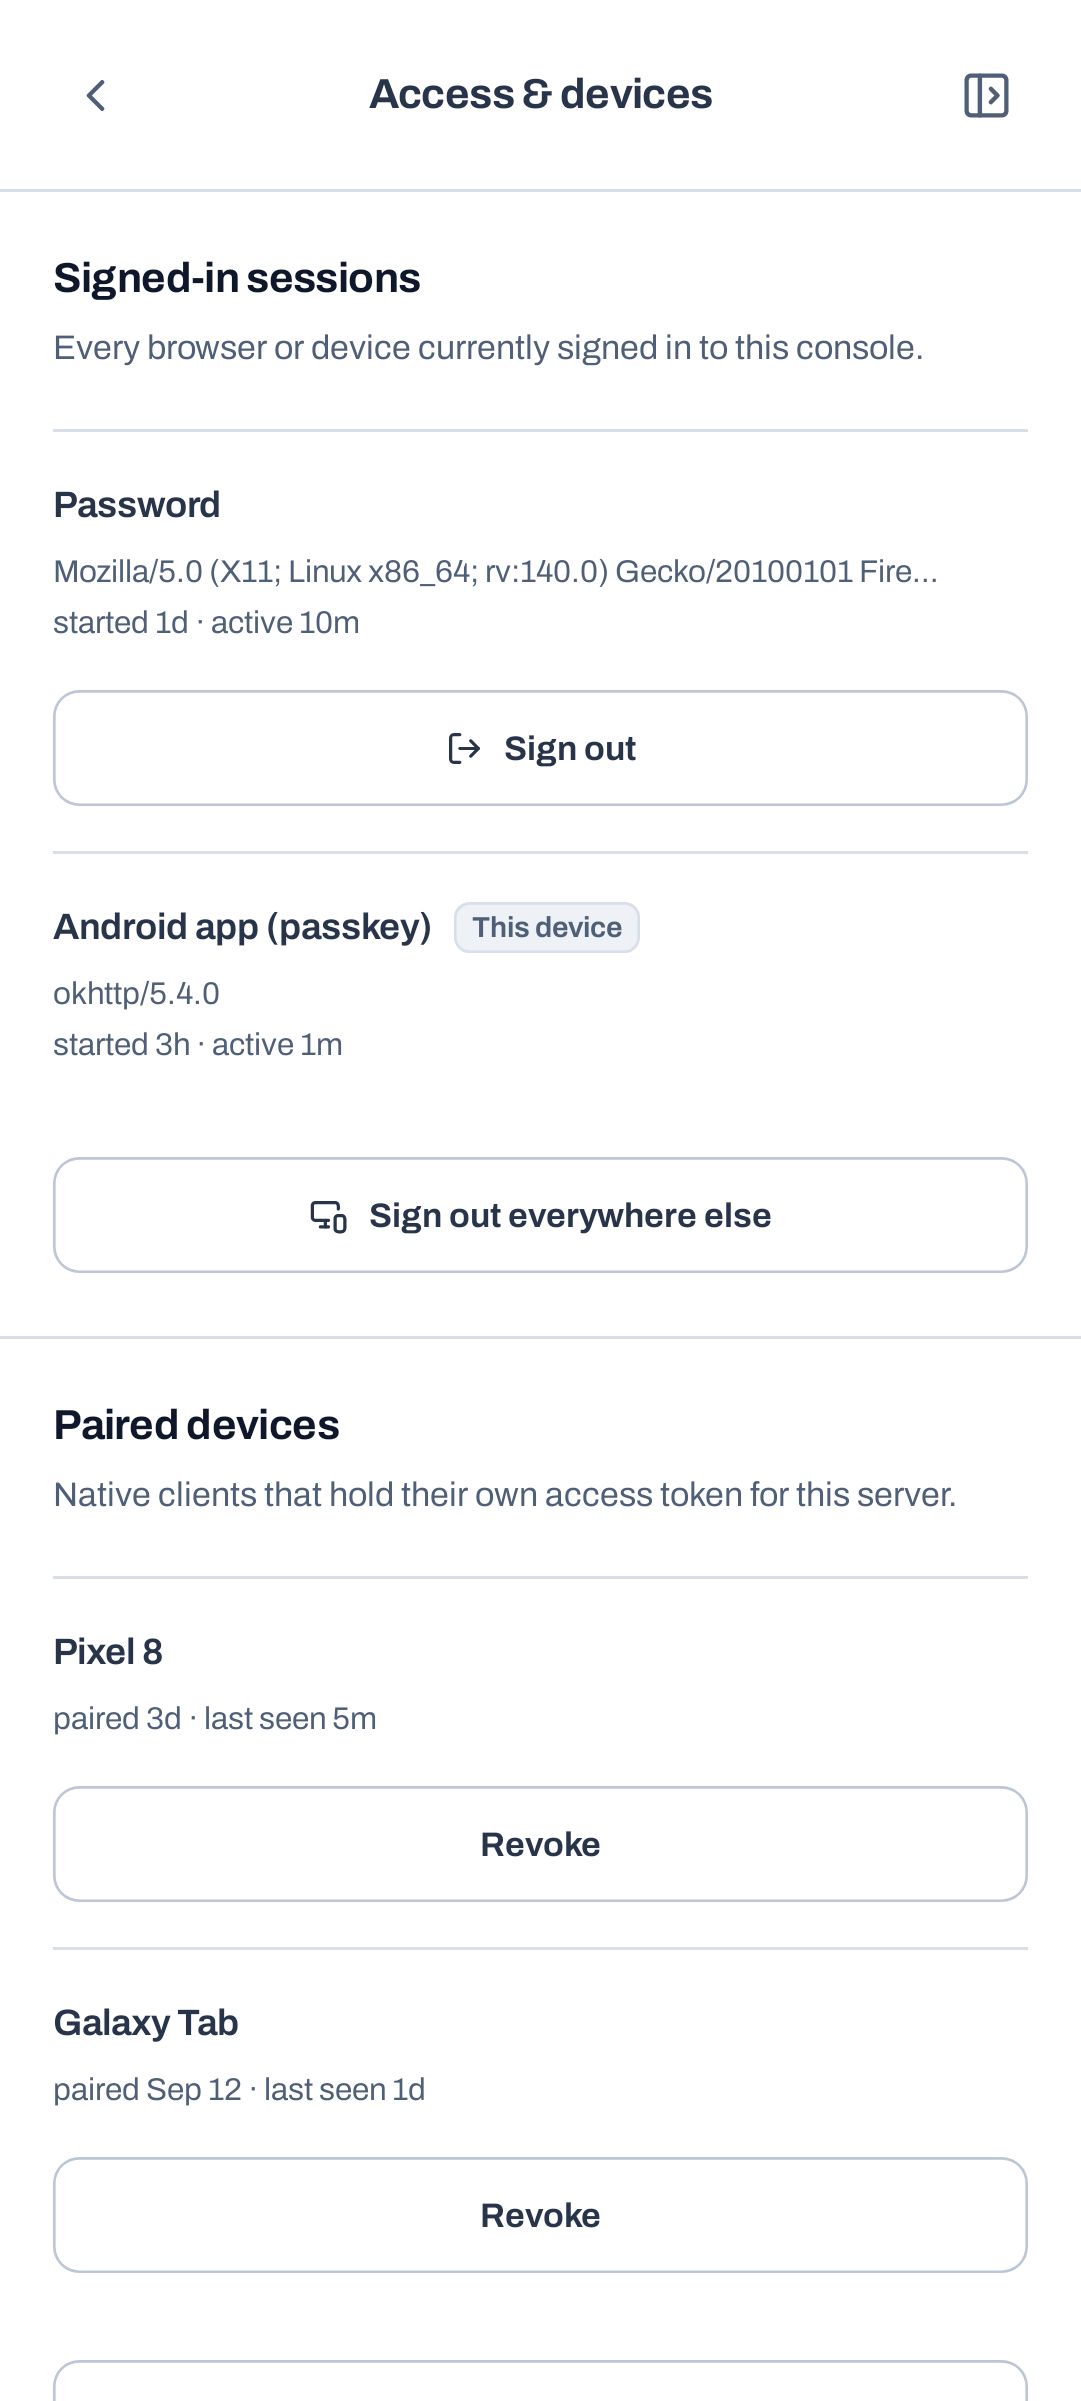 Access & devices
Signed-in sessions
Every browser or device currently signed in to this console.
Password
Mozilla/5.0 (X11; Linux x86_64; rv:140.0) Gecko/20100101 Fire...
started 1d · active 10m
Sign out
Android app (passkey) This device
okhttp/5.4.0
started 3h · active 1m
Sign out everywhere else
Paired devices
Native clients that hold their own access token for this server.
Pixel 8
paired 3d · last seen 5m
Revoke
Galaxy Tab
paired Sep 12 · last seen 1d
Revoke